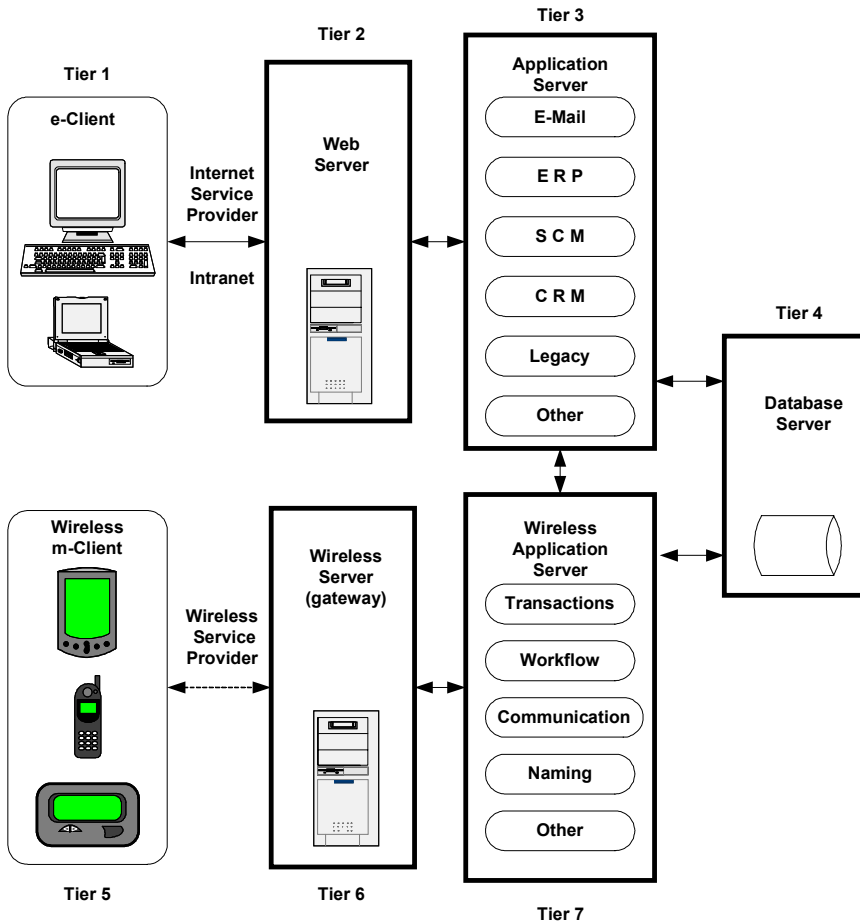 Tier 1
e-Client
Internet
Service
Provider
Intranet
Tier 2
Web
Server
Tier 3
Application
Server
E-Mail
E R P
S C M
C R M
Legacy
Other
Tier 4
Database
Server
Wireless
m-Client
Tier 5
Wireless
Service
Provider
Wireless
Server
(gateway)
Tier 6
Wireless
Application
Server
Transactions
Workflow
Communication
Naming
Other
Tier 7